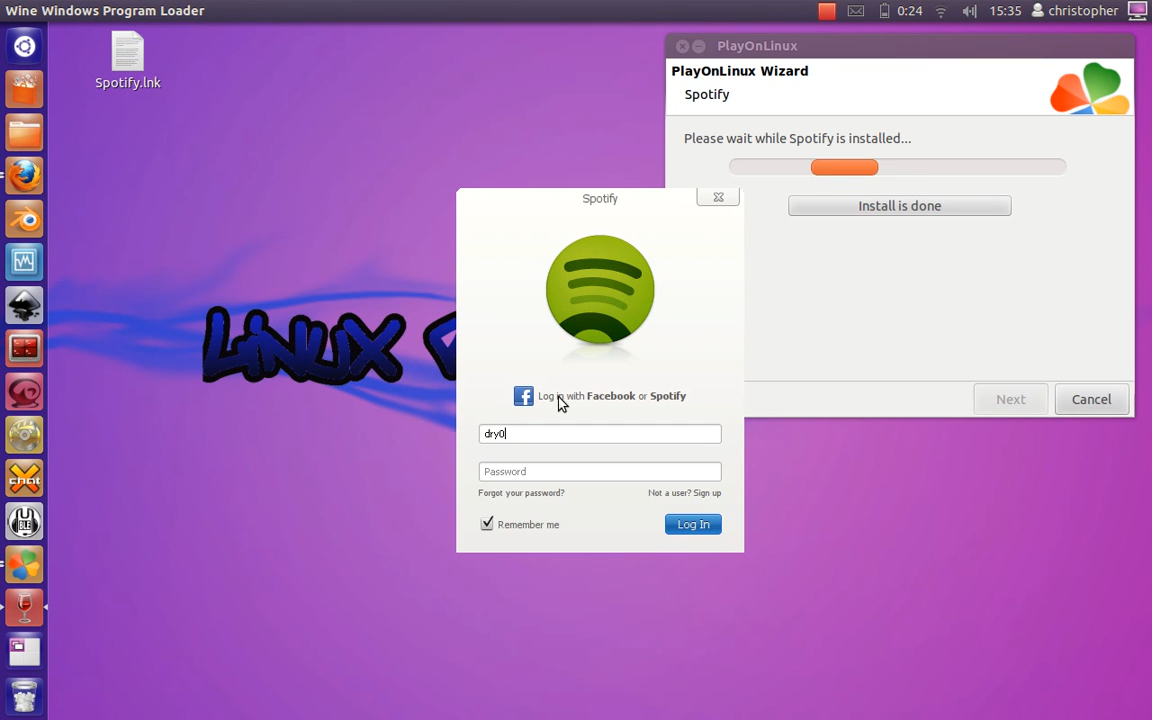 Wine Windows Program Loader
0:24
15:35
christopher
Spotify.lnk
PlayOnLinux
PlayOnLinux Wizard
Spotify
Please wait while Spotify is installed...
Install is done
Next
Cancel
LiNUX
Spotify
Log in with Facebook or Spotify
dry0
Password
Forgot your password?
Not a user? Sign up
Remember me
Log In
chat
BLE